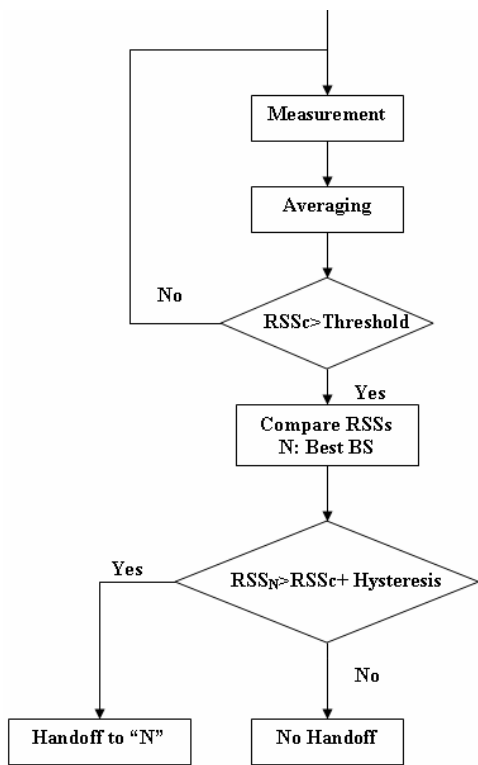 Measurement
Averaging
No
RSSc>Threshold
Yes
Compare RSSs
N: Best BS
Yes
RSSN>RSSc+ Hysteresis
No
Handoff to “N”
No Handoff